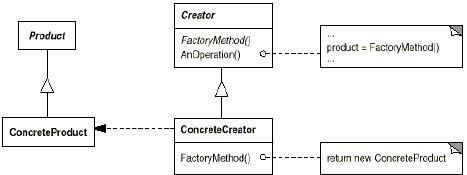 Creator
Product
FactoryMethod()
AnOperation()
...
product = FactoryMethod()
...
ConcreteProduct
ConcreteCreator
FactoryMethod()
return new ConcreteProduct